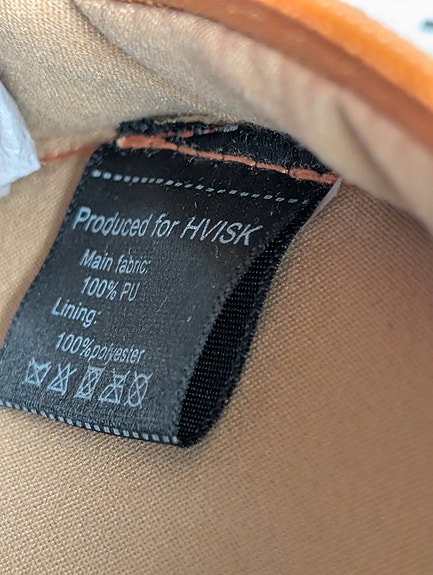 Produced for HVISK
Main fabric:
100% PU
Lining:
100%polyester